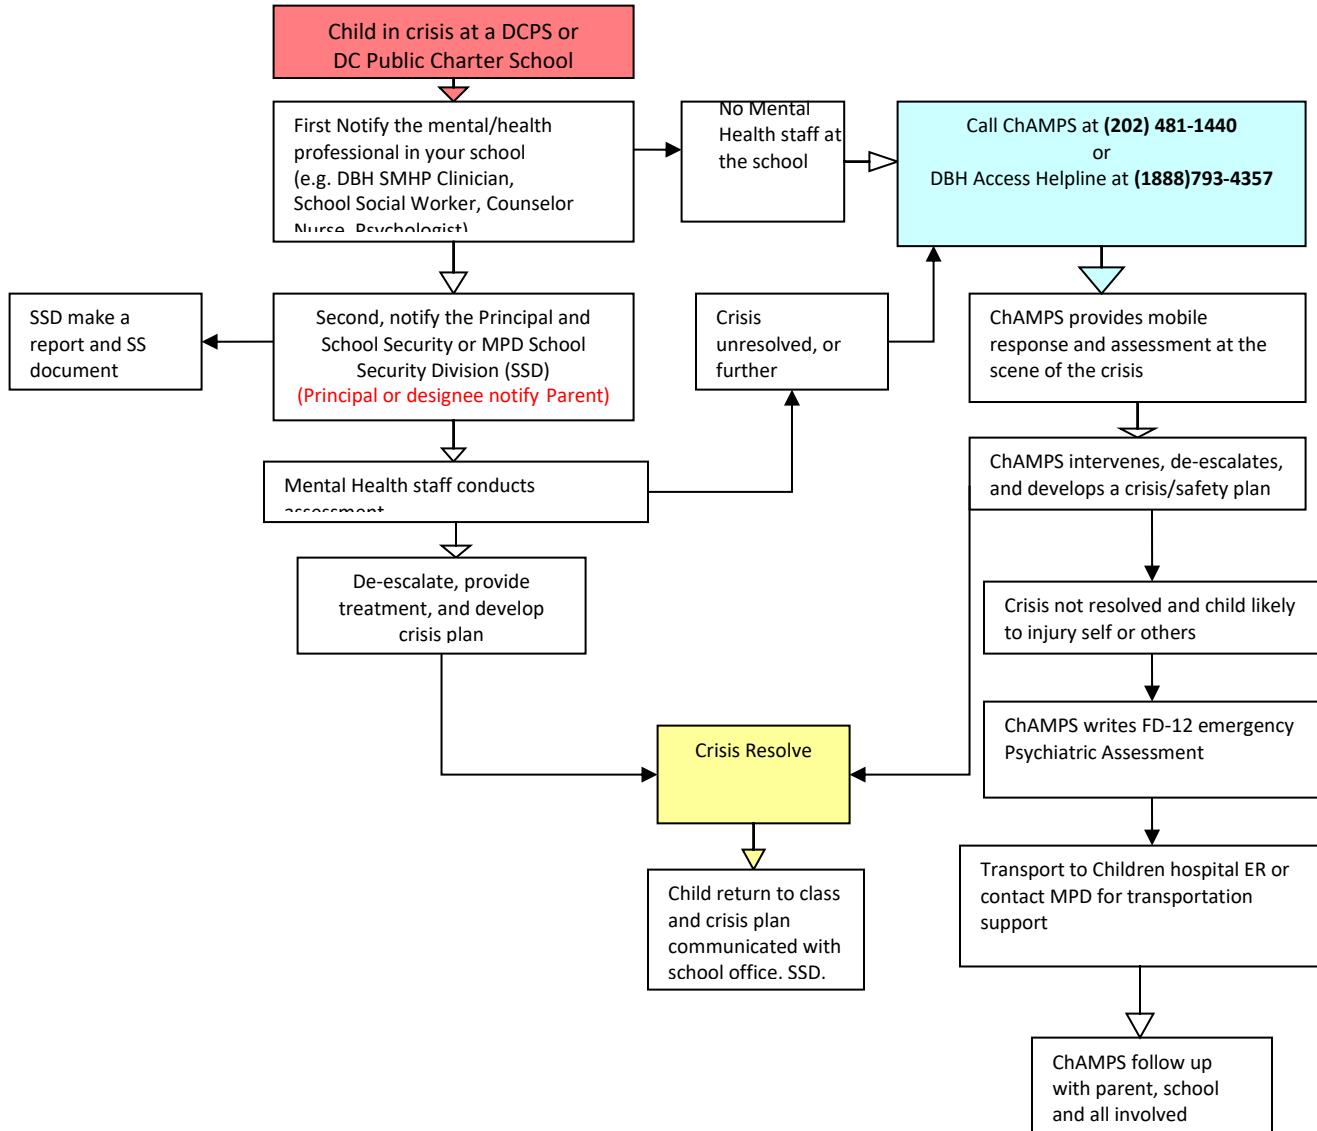 Child in crisis at a DCPS or
DC Public Charter School
First Notify the mental/health
professional in your school
(e.g. DBH SMHP Clinician,
School Social Worker, Counselor
Nurse, Psychologist)
No Mental
Health staff at
the school
Call ChAMPS at (202) 481-1440
or
DBH Access Helpline at (1888)793-4357
SSD make a
report and SS
document
Second, notify the Principal and
School Security or MPD School
Security Division (SSD)
(Principal or designee notify Parent)
Crisis
unresolved, or
further
ChAMPS provides mobile
response and assessment at the
scene of the crisis
Mental Health staff conducts
assessment
ChAMPS intervenes, de-escalates,
and develops a crisis/safety plan
De-escalate, provide
treatment, and develop
crisis plan
Crisis not resolved and child likely
to injury self or others
ChAMPS writes FD-12 emergency
Psychiatric Assessment
Crisis Resolve
Transport to Children hospital ER or
contact MPD for transportation
support
Child return to class
and crisis plan
communicated with
school office. SSD.
ChAMPS follow up
with parent, school
and all involved